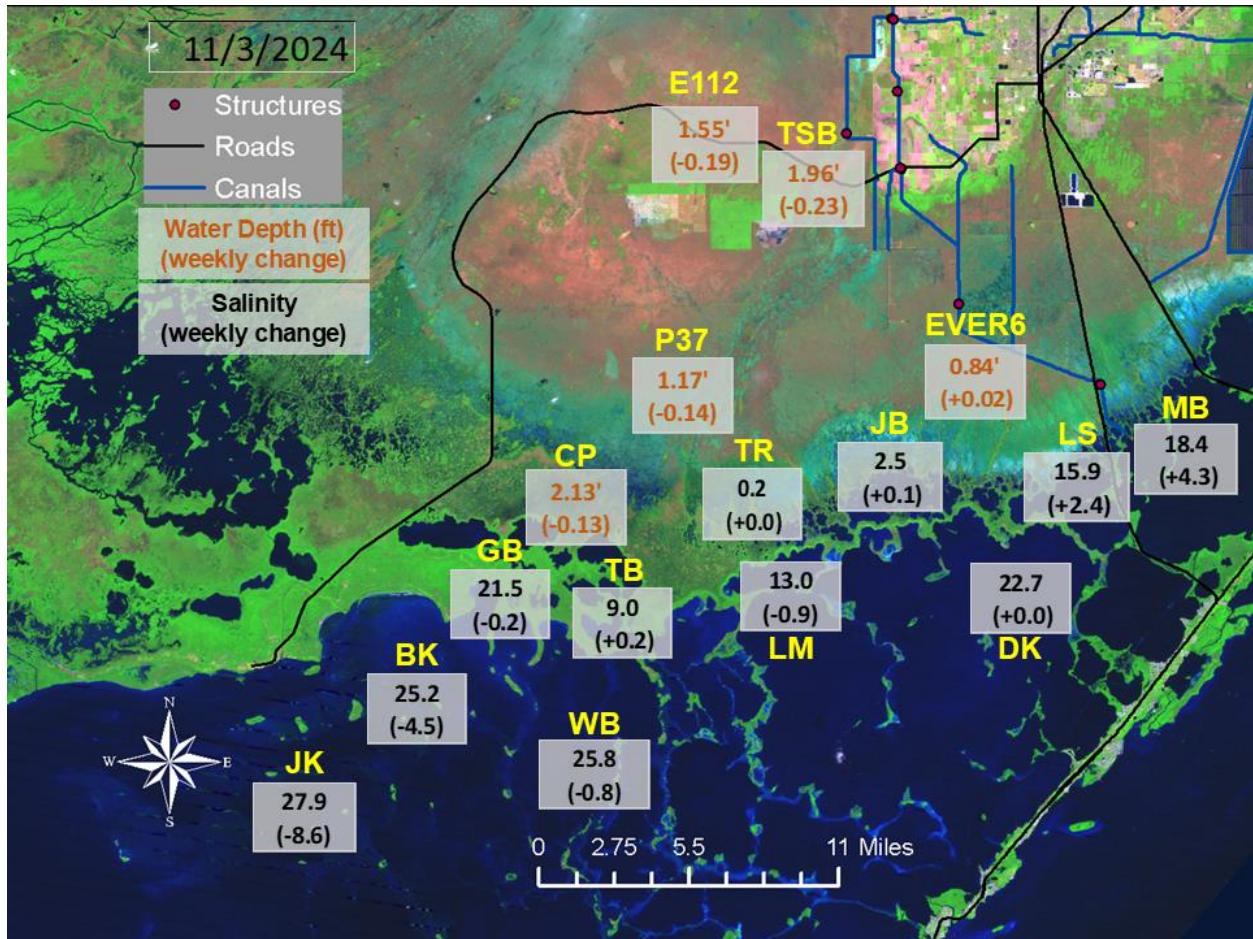 11/3/2024
Structures
Roads
Canals
Water Depth (ft)
(weekly change)
Salinity
(weekly change)
E112
1.55'
(-0.19)
TSB
1.96'
(-0.23)
P37
1.17'
(-0.14)
EVER6
0.84'
(+0.02)
CP
2.13'
(-0.13)
TR
0.2
(+0.0)
JB
2.5
(+0.1)
LS
15.9
(+2.4)
MB
18.4
(+4.3)
GB
21.5
(-0.2)
TB
9.0
(+0.2)
13.0
(-0.9)
LM
22.7
(+0.0)
DK
BK
25.2
(-4.5)
WB
25.8
(-0.8)
JK
27.9
(-8.6)
N
W E
S
0 2.75 5.5 11 Miles